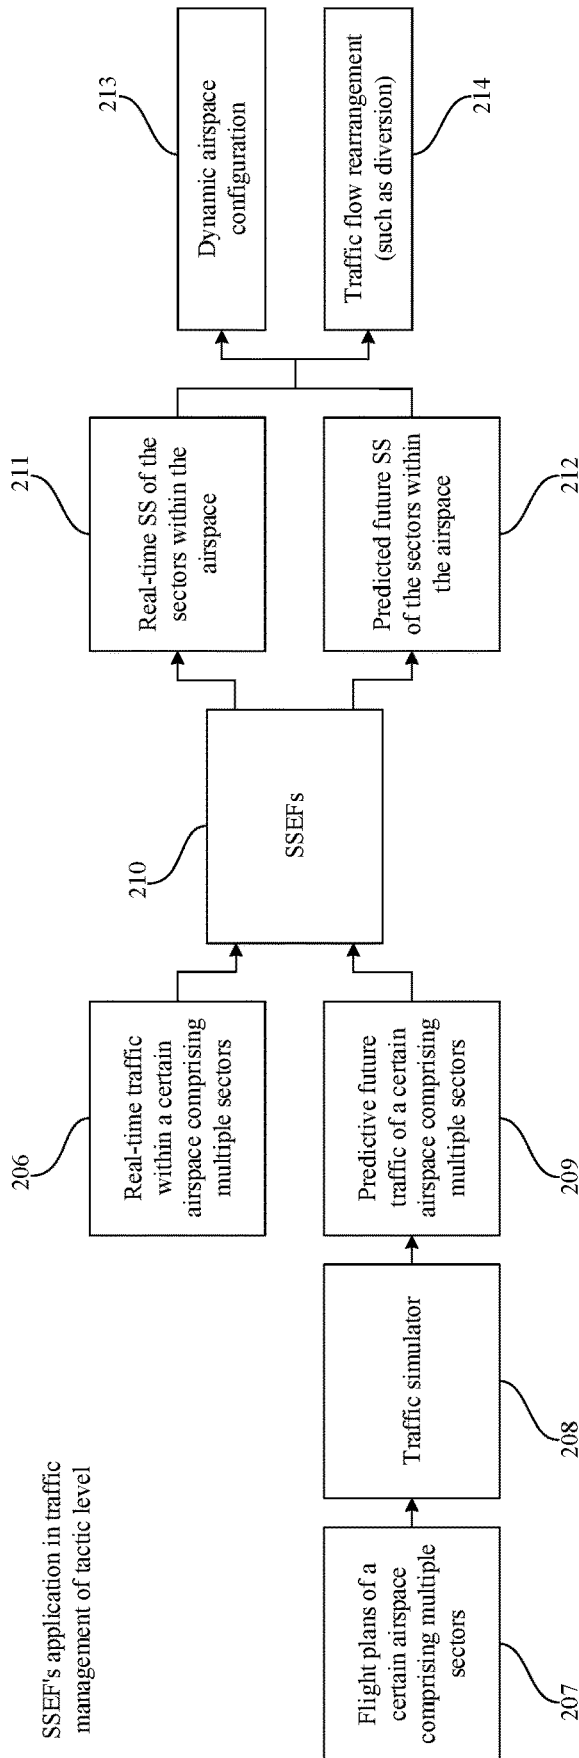 SSEF's application in traffic
management of tactic level
206
Real-time traffic
within a certain
airspace comprising
multiple sectors
207
Flight plans of a
certain airspace
comprising multiple
sectors
208
Traffic simulator
209
Predictive future
traffic of a certain
airspace comprising
multiple sectors
210
SSEFs
211
Real-time SS of the
sectors within the
airspace
212
Predicted future SS
of the sectors within
the airspace
213
Dynamic airspace
configuration
214
Traffic flow rearrangement
(such as diversion)